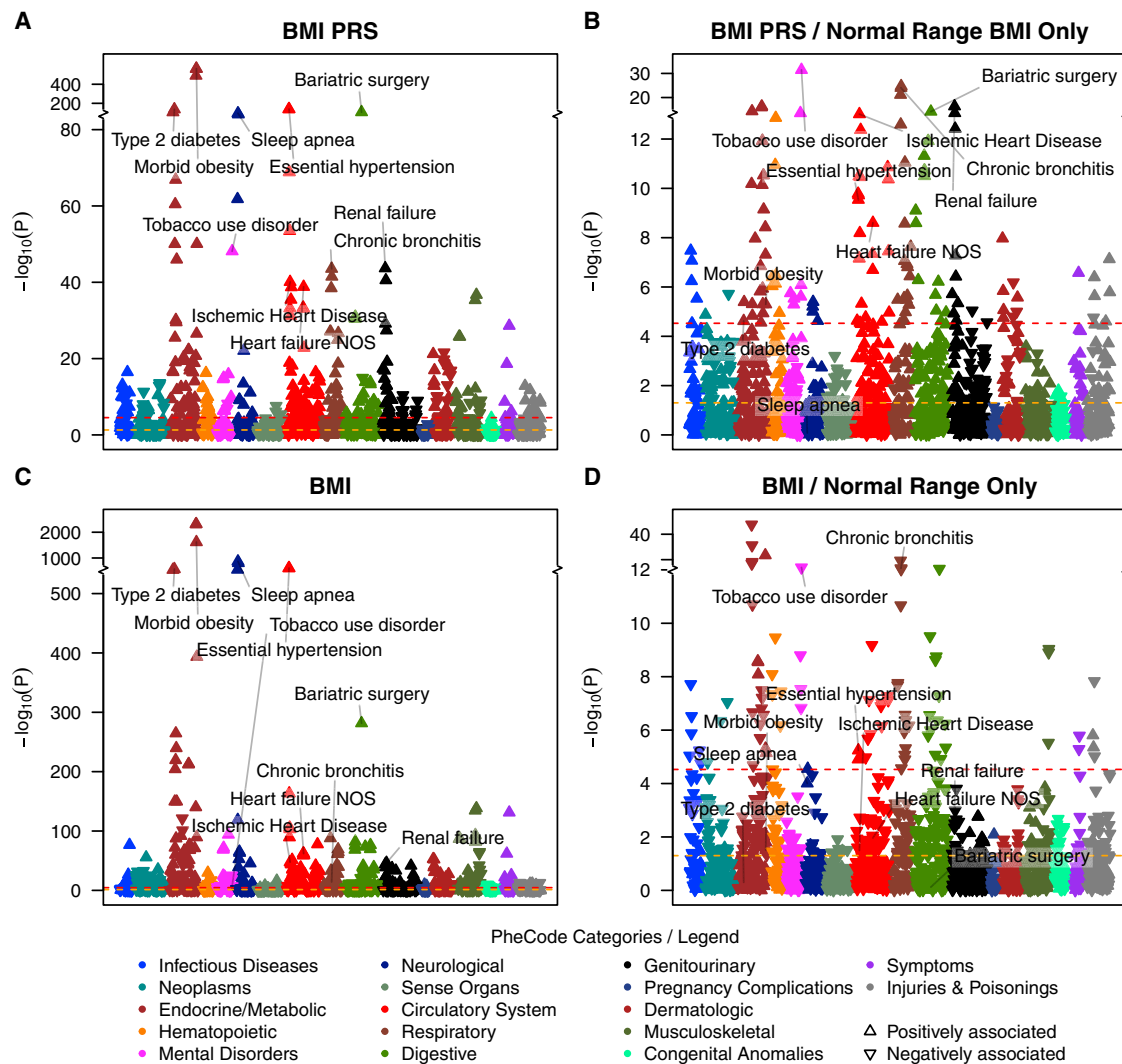 A
BMI PRS
400
200
80
60
40
20
0
−log10(P)
Bariatric surgery
Type 2 diabetes
Sleep apnea
Morbid obesity
Essential hypertension
Tobacco use disorder
Renal failure
Chronic bronchitis
Ischemic Heart Disease
Heart failure NOS
B
BMI PRS / Normal Range BMI Only
30
20
12
10
8
6
4
2
0
−log10(P)
Bariatric surgery
Tobacco use disorder
Ischemic Heart Disease
Essential hypertension
Chronic bronchitis
Renal failure
Heart failure NOS
Morbid obesity
Type 2 diabetes
Sleep apnea
C
BMI
2000
1000
500
400
300
200
100
0
−log10(P)
Type 2 diabetes
Sleep apnea
Morbid obesity
Tobacco use disorder
Essential hypertension
Bariatric surgery
Chronic bronchitis
Heart failure NOS
Ischemic Heart Disease
Renal failure
D
BMI / Normal Range Only
40
12
10
8
6
4
2
0
−log10(P)
Chronic bronchitis
Tobacco use disorder
Essential hypertension
Morbid obesity
Ischemic Heart Disease
Sleep apnea
Renal failure
Type 2 diabetes
Heart failure NOS
Bariatric surgery
PheCode Categories / Legend
Infectious Diseases
Neoplasms
Endocrine/Metabolic
Hematopoietic
Mental Disorders
Neurological
Sense Organs
Circulatory System
Respiratory
Digestive
Genitourinary
Pregnancy Complications
Dermatologic
Musculoskeletal
Congenital Anomalies
Symptoms
Injuries & Poisonings
Positively associated
Negatively associated